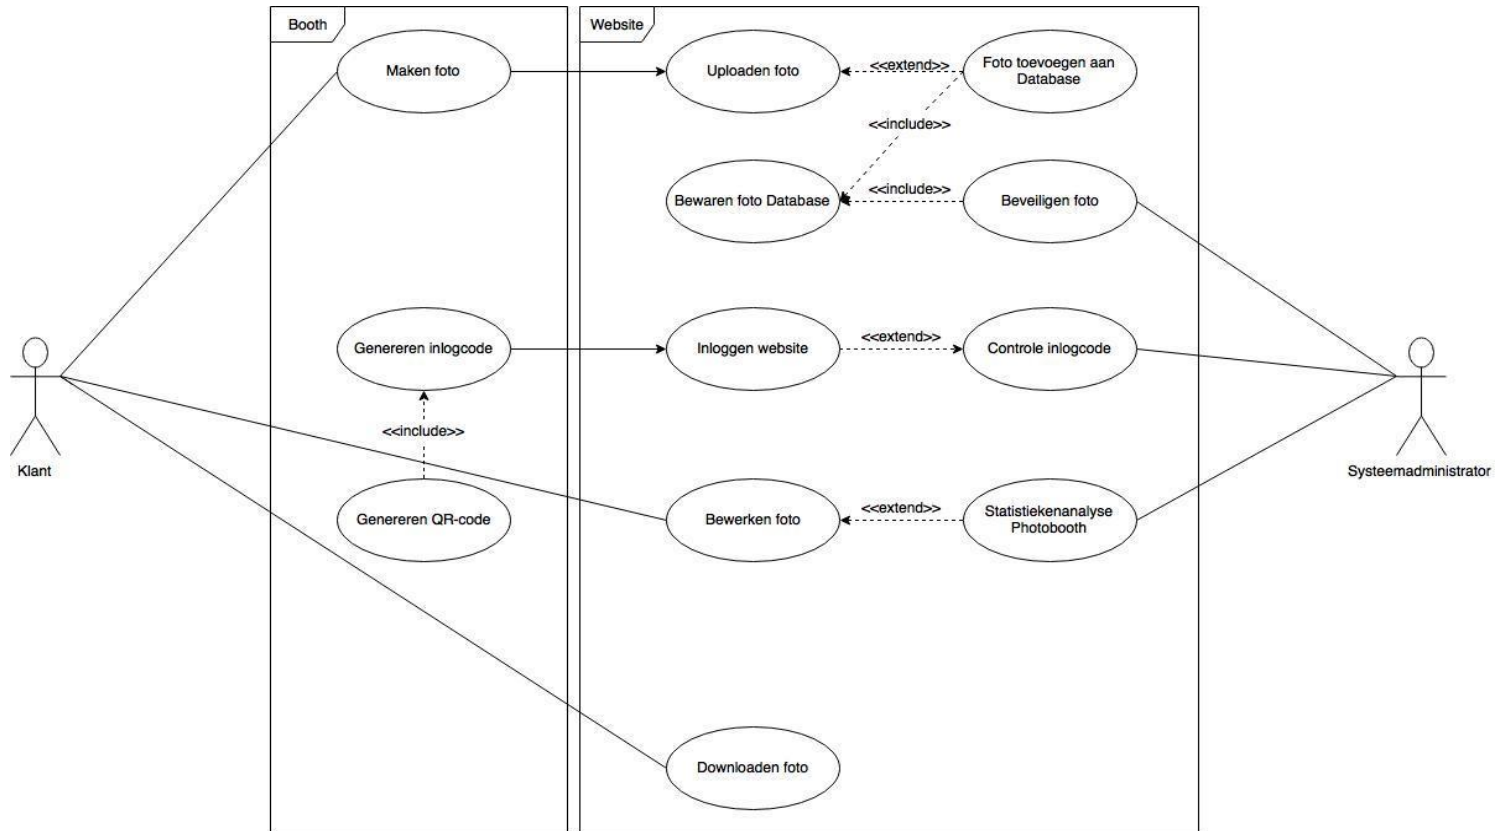 Booth
Website
Maken foto
Uploaden foto
<<extend>>
Foto toevoegen aan
Database
<<include>>
Bewaren foto Database
<<include>>
Beveiligen foto
Genereren inlogcode
Inloggen website
<<extend>>
Controle inlogcode
<<include>>
Klant
Systeemadministrator
Genereren QR-code
Bewerken foto
<<extend>>
Statistiekenanalyse
Photobooth
Downloaden foto